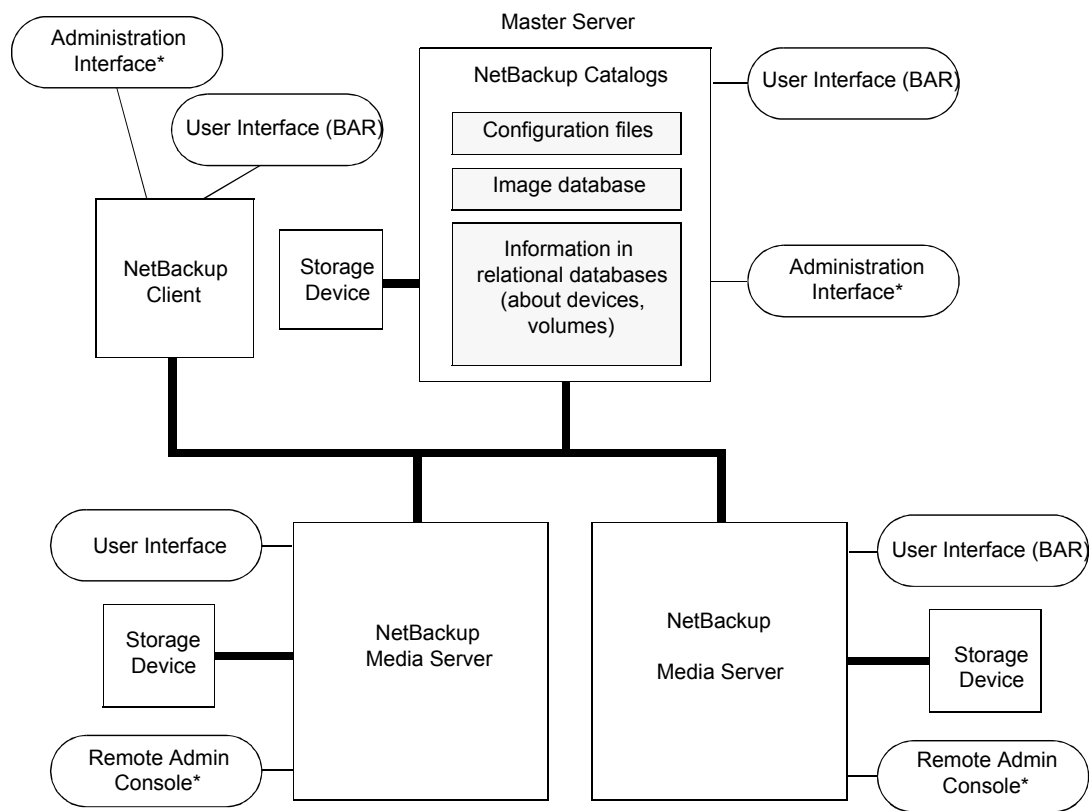 Master Server
Administration
Interface*
User Interface (BAR)
NetBackup Catalogs
User Interface (BAR)
Configuration files
Image database
NetBackup
Client
Storage
Device
Information in
relational databases
(about devices,
volumes)
Administration
Interface*
User Interface
Storage
Device
NetBackup
Media Server
Remote Admin
Console*
User Interface (BAR)
NetBackup
Media Server
Storage
Device
Remote Admin
Console*